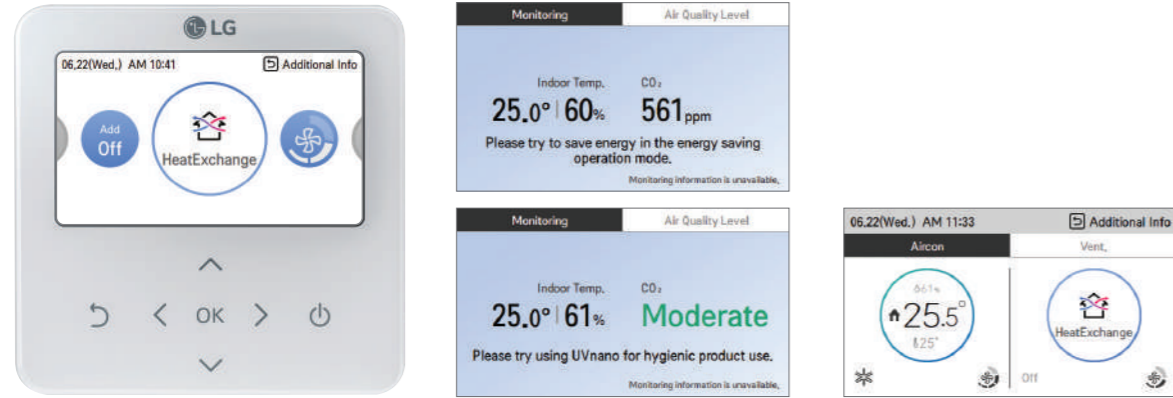 LG
06.22(Wed.) AM 10:41
Additional Info
Add
Off
HeatExchange
OK
Monitoring
Air Quality Level
Indoor Temp.
CO₂
25.0° 60%
561 ppm
Please try to save energy in the energy saving
operation mode.
Monitoring information is unavailable.
Monitoring
Air Quality Level
Indoor Temp.
CO₂
25.0° 61%
Moderate
Please try using UVnano for hygienic product use.
Monitoring information is unavailable.
06.22(Wed.) AM 11:33
Additional Info
Aircon
Vent.
25.5°
25°
HeatExchange
Off